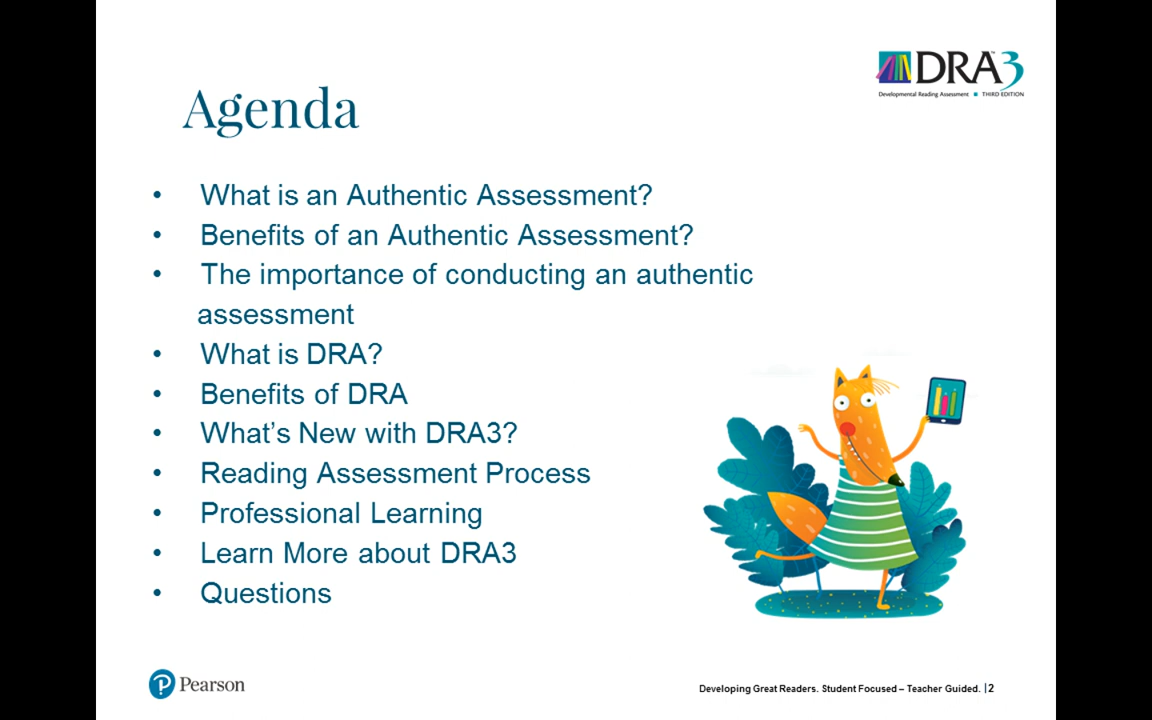 DRA3
Developmental Reading Assessment ■ THIRD EDITION
Agenda
• What is an Authentic Assessment?
• Benefits of an Authentic Assessment?
• The importance of conducting an authentic
assessment
• What is DRA?
• Benefits of DRA
• What’s New with DRA3?
• Reading Assessment Process
• Professional Learning
• Learn More about DRA3
• Questions
Pearson
Developing Great Readers. Student Focused – Teacher Guided. |2